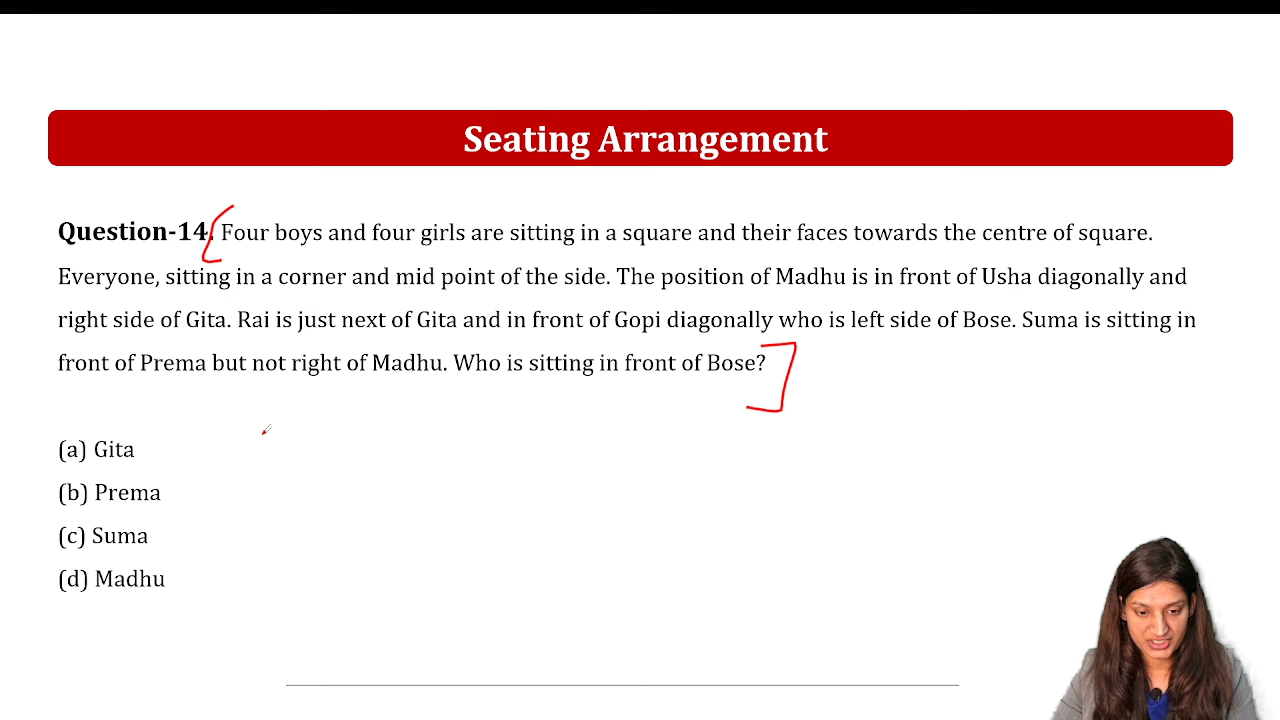 Seating Arrangement
Question-14. Four boys and four girls are sitting in a square and their faces towards the centre of square.
Everyone, sitting in a corner and mid point of the side. The position of Madhu is in front of Usha diagonally and
right side of Gita. Rai is just next of Gita and in front of Gopi diagonally who is left side of Bose. Suma is sitting in
front of Prema but not right of Madhu. Who is sitting in front of Bose?
(a) Gita
(b) Prema
(c) Suma
(d) Madhu